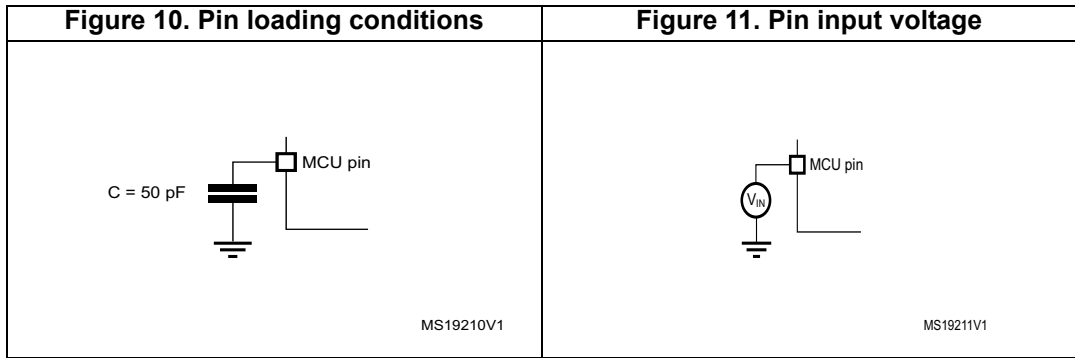 Figure 10. Pin loading conditions
Figure 11. Pin input voltage
MCU pin
C = 50 pF
MS19210V1
MCU pin
VIN
MS19211V1